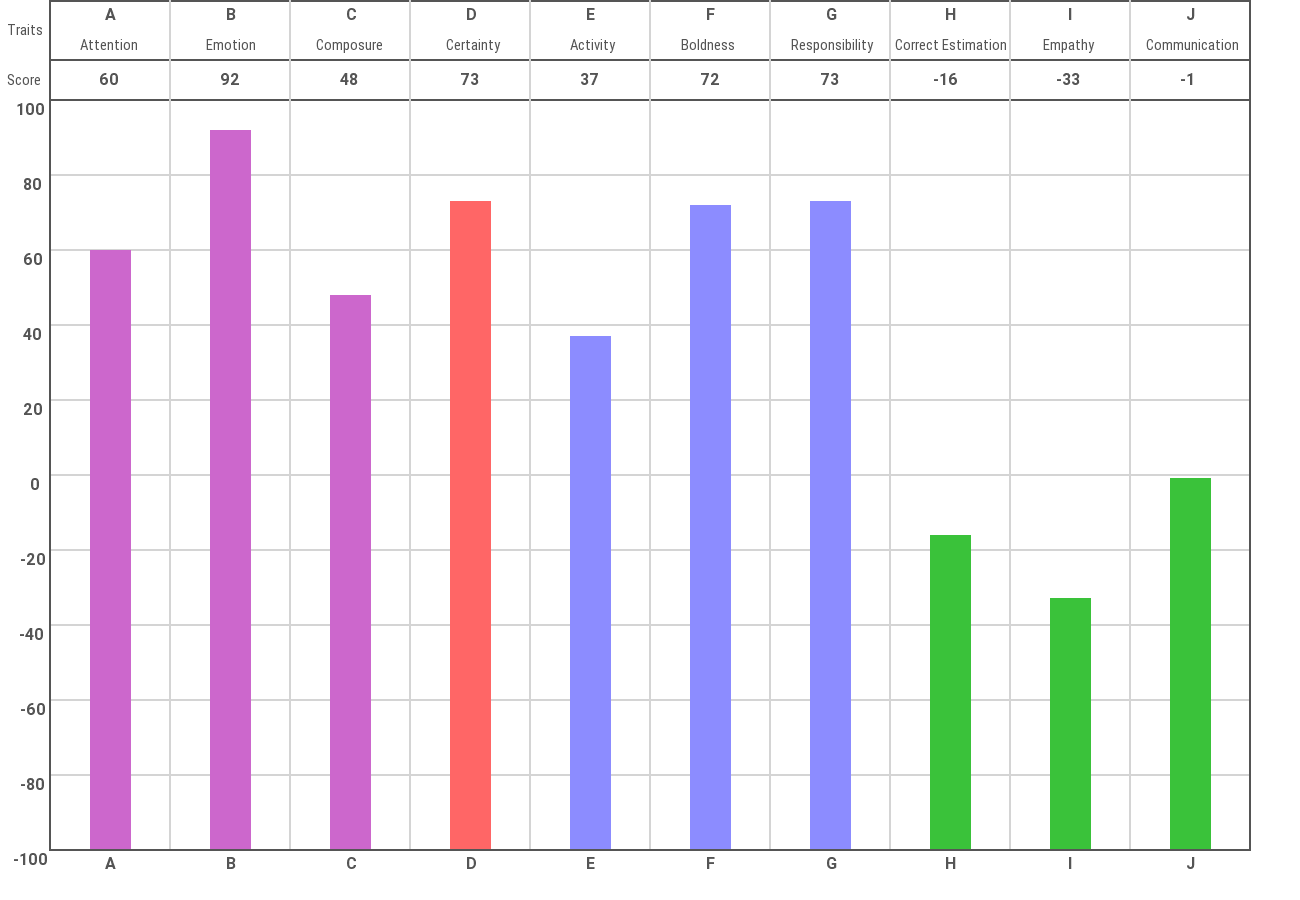 Traits
A B C D E F G H I J
Attention Emotion Composure Certainty Activity Boldness Responsibility Correct Estimation Empathy Communication
Score 60 92 48 73 37 72 73 -16 -33 -1
100
80
60
40
20
0
-20
-40
-60
-80
-100
A B C D E F G H I J